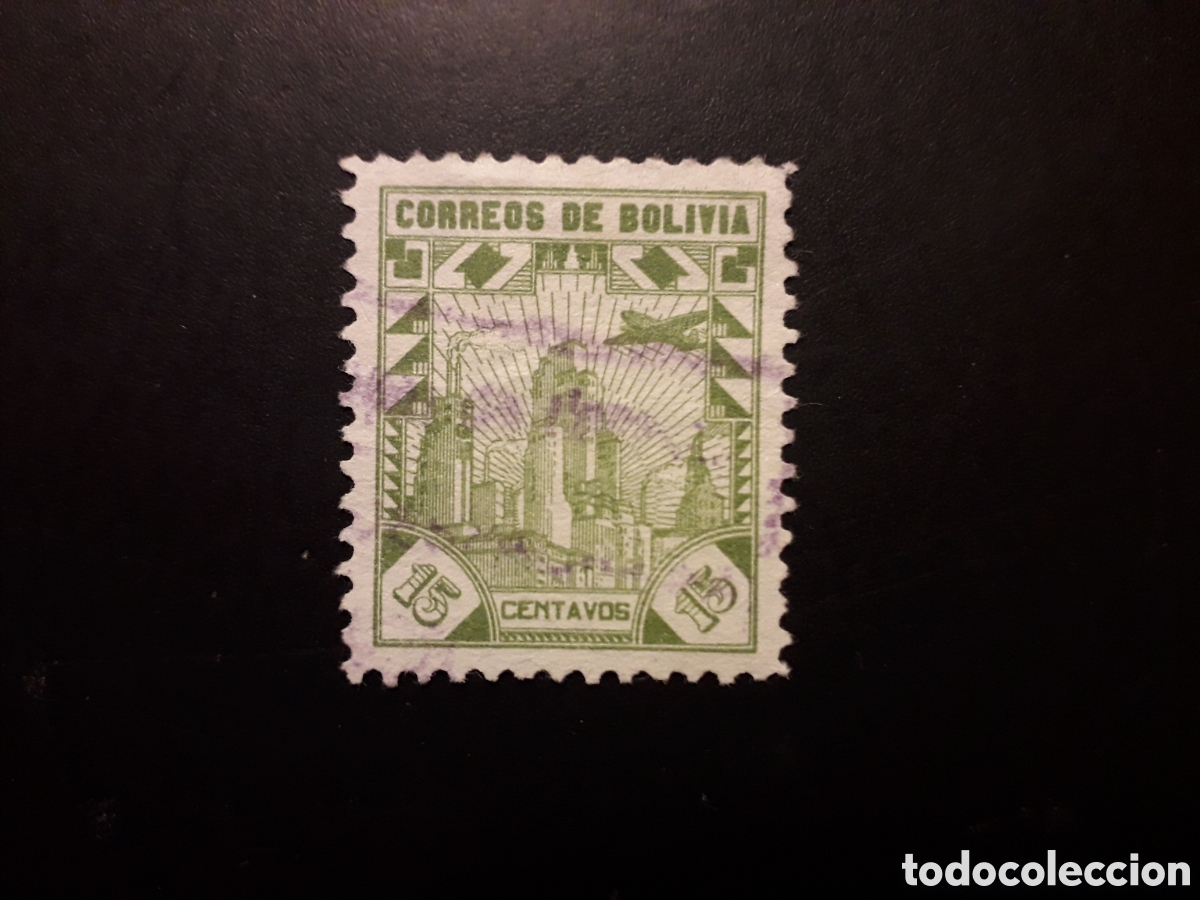 CORREOS DE BOLIVIA
15 CENTAVOS 15
todocoleccion